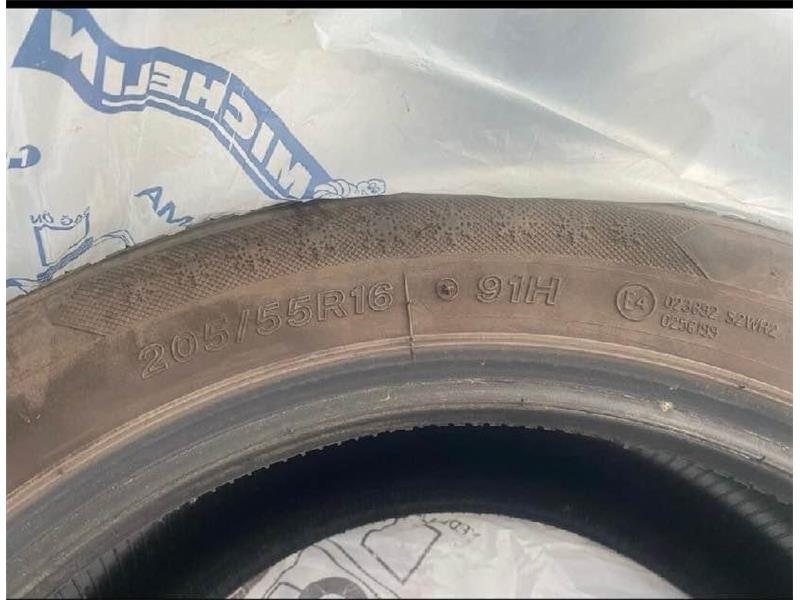 MICHELIN
205/55R16 91H
E4 023692 S2WR2
0256199